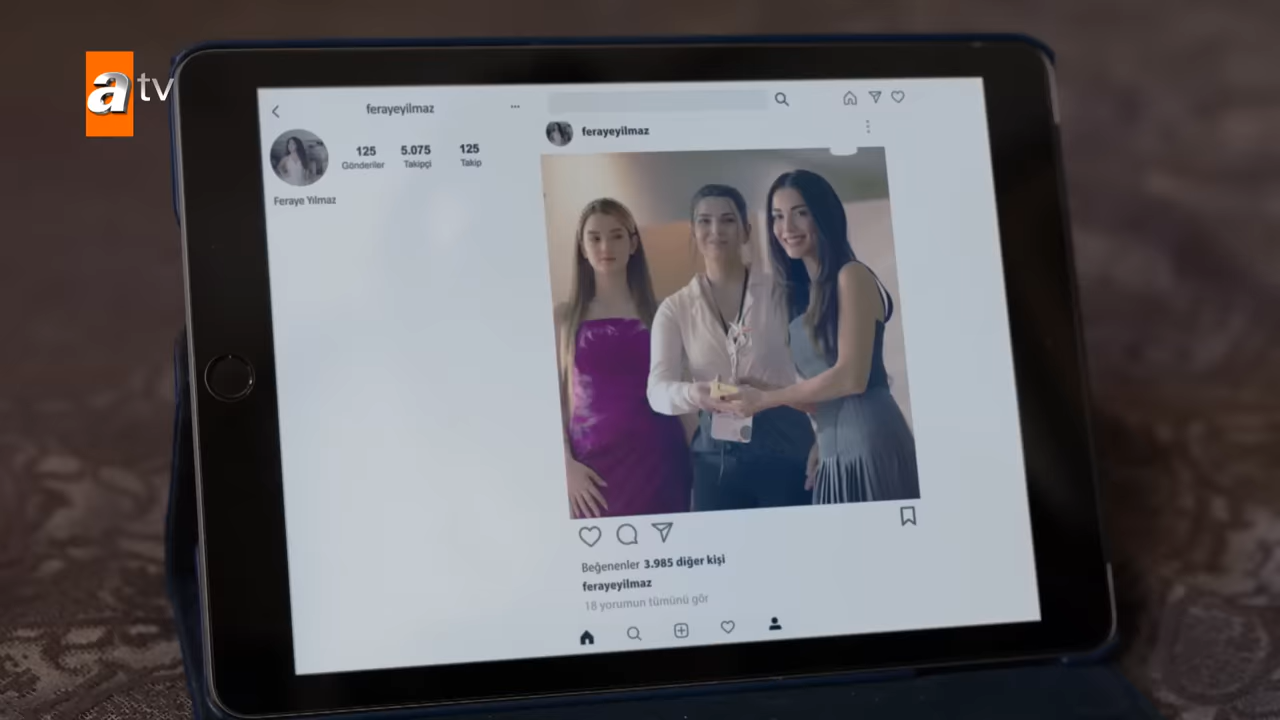 atv
ferayeyilmaz
125 5.075 125
Gönderiler Takipçi Takip
Feraye Yılmaz
ferayeyilmaz
Beğenenler 3.985 diğer kişi
ferayeyilmaz
18 yorumun tümünü gör